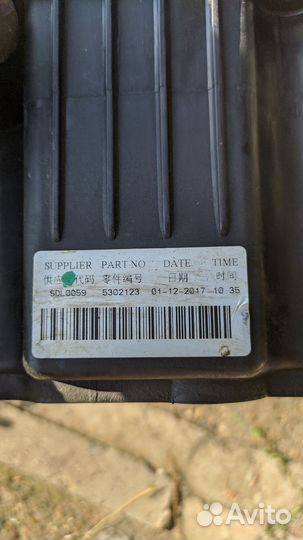 SUPPLIER PART NO DATE TIME
供应商代码 零件编号 日期 时间
SDL0059 5302123 01-12-2017 10:35
Avito